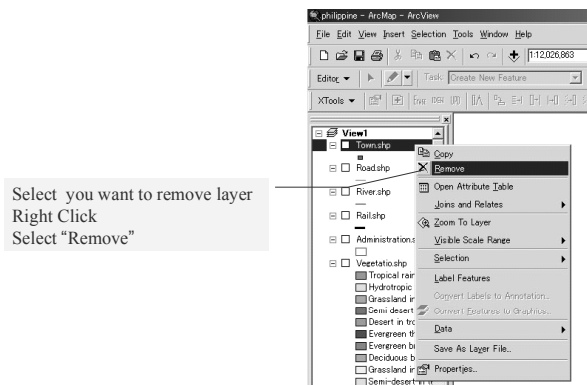 philippine - ArcMap - ArcView
File Edit View Insert Selection Tools Window Help
1:12,026,863
Editor Task: Create New Feature
XTools
View1
Town.shp
Road.shp
River.shp
Rail.shp
Administration.s
Vegetatio.shp
Tropical rair
Hydrotropic
Grassland ir
Semi desert
Desert in tro
Evergreen th
Evergreen br
Deciduous b
Grassland ir
Semi-desert in
Copy
Remove
Open Attribute Table
Joins and Relates
Zoom To Layer
Visible Scale Range
Selection
Label Features
Convert Labels to Annotation...
Convert Features to Graphics...
Data
Save As Layer File...
Properties...
Select you want to remove layer
Right Click
Select “Remove”